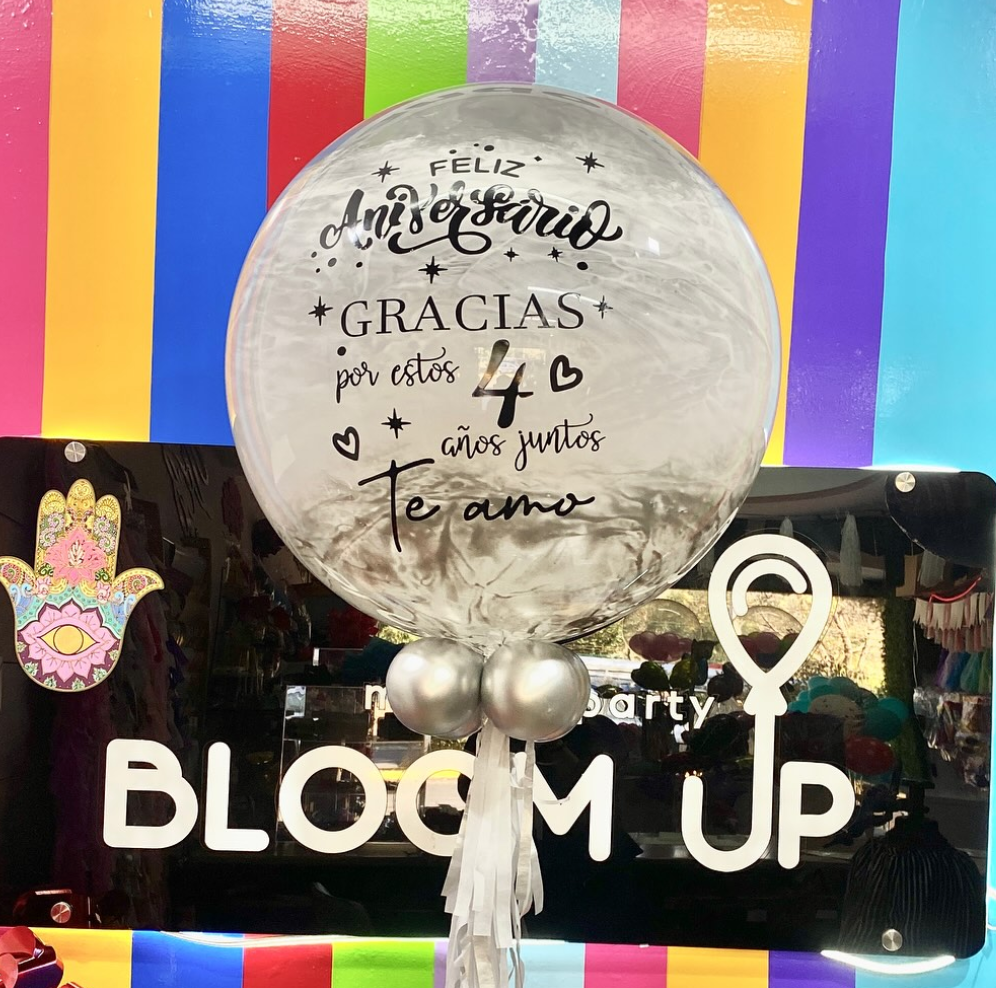 FELIZ
Aniversario
GRACIAS
por estos 4
años juntos
Te amo
party
BLOOM UP